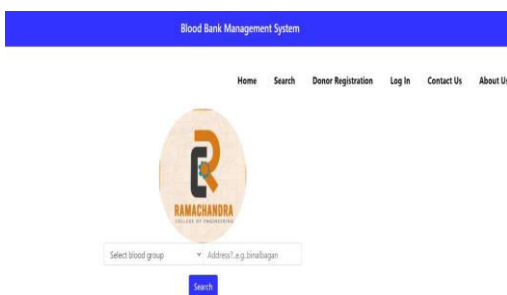 Blood Bank Management System
Home Search Donor Registration Log In Contact Us About Us
RAMACHANDRA
COLLEGE OF ENGINEERING
Select blood group Address?..e.g. binalbagan
Search